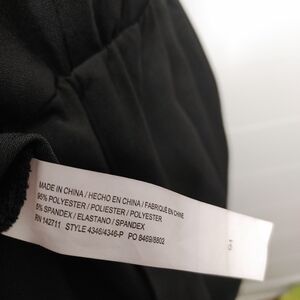 MADE IN CHINA / HECHO EN CHINA / FABRIQUÉ EN CHINE
95% POLYESTER / POLIESTER / POLYESTER
5% SPANDEX / ELASTANO / SPANDEX
RN 142711 STYLE 4346/4346-P PO 8469/8802